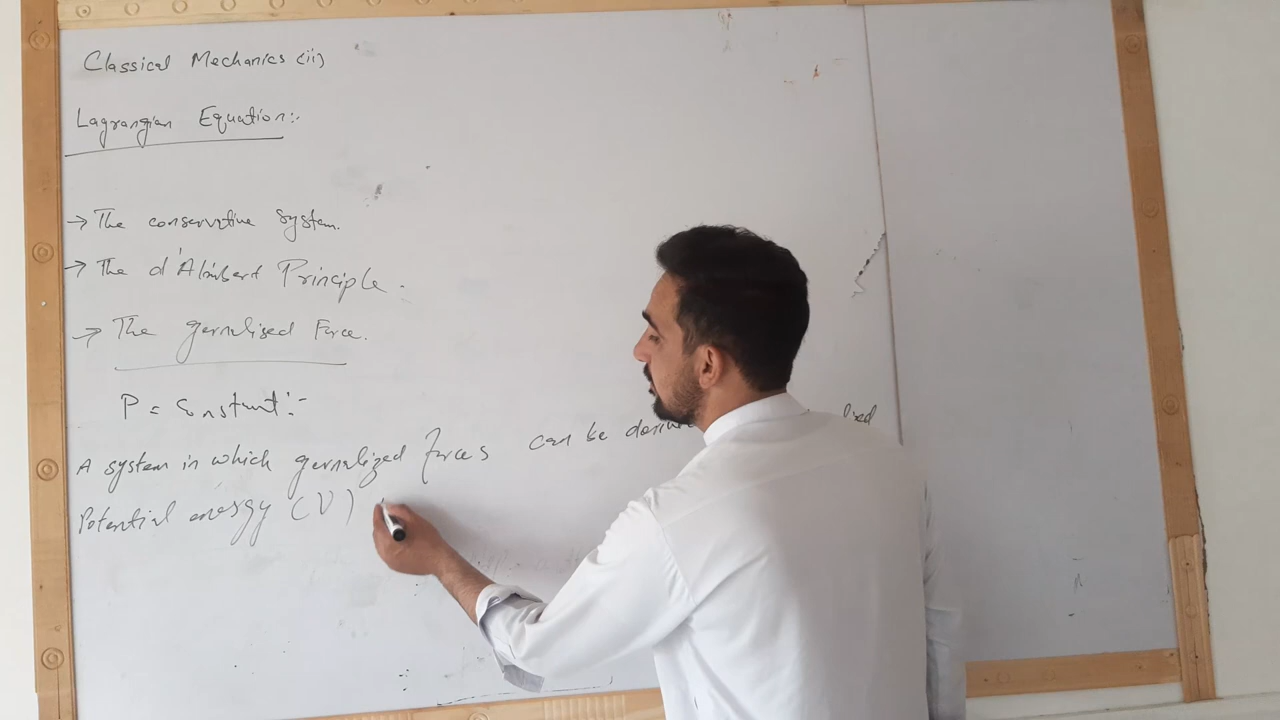 Classical Mechanics (ii)
Lagrangian Equation:-
→ The conservative System.
→ The d'Alembert Principle.
→ The gernalised Force.
P = Constant:-
A system in which gernalized forces can be
Potential energy (V)